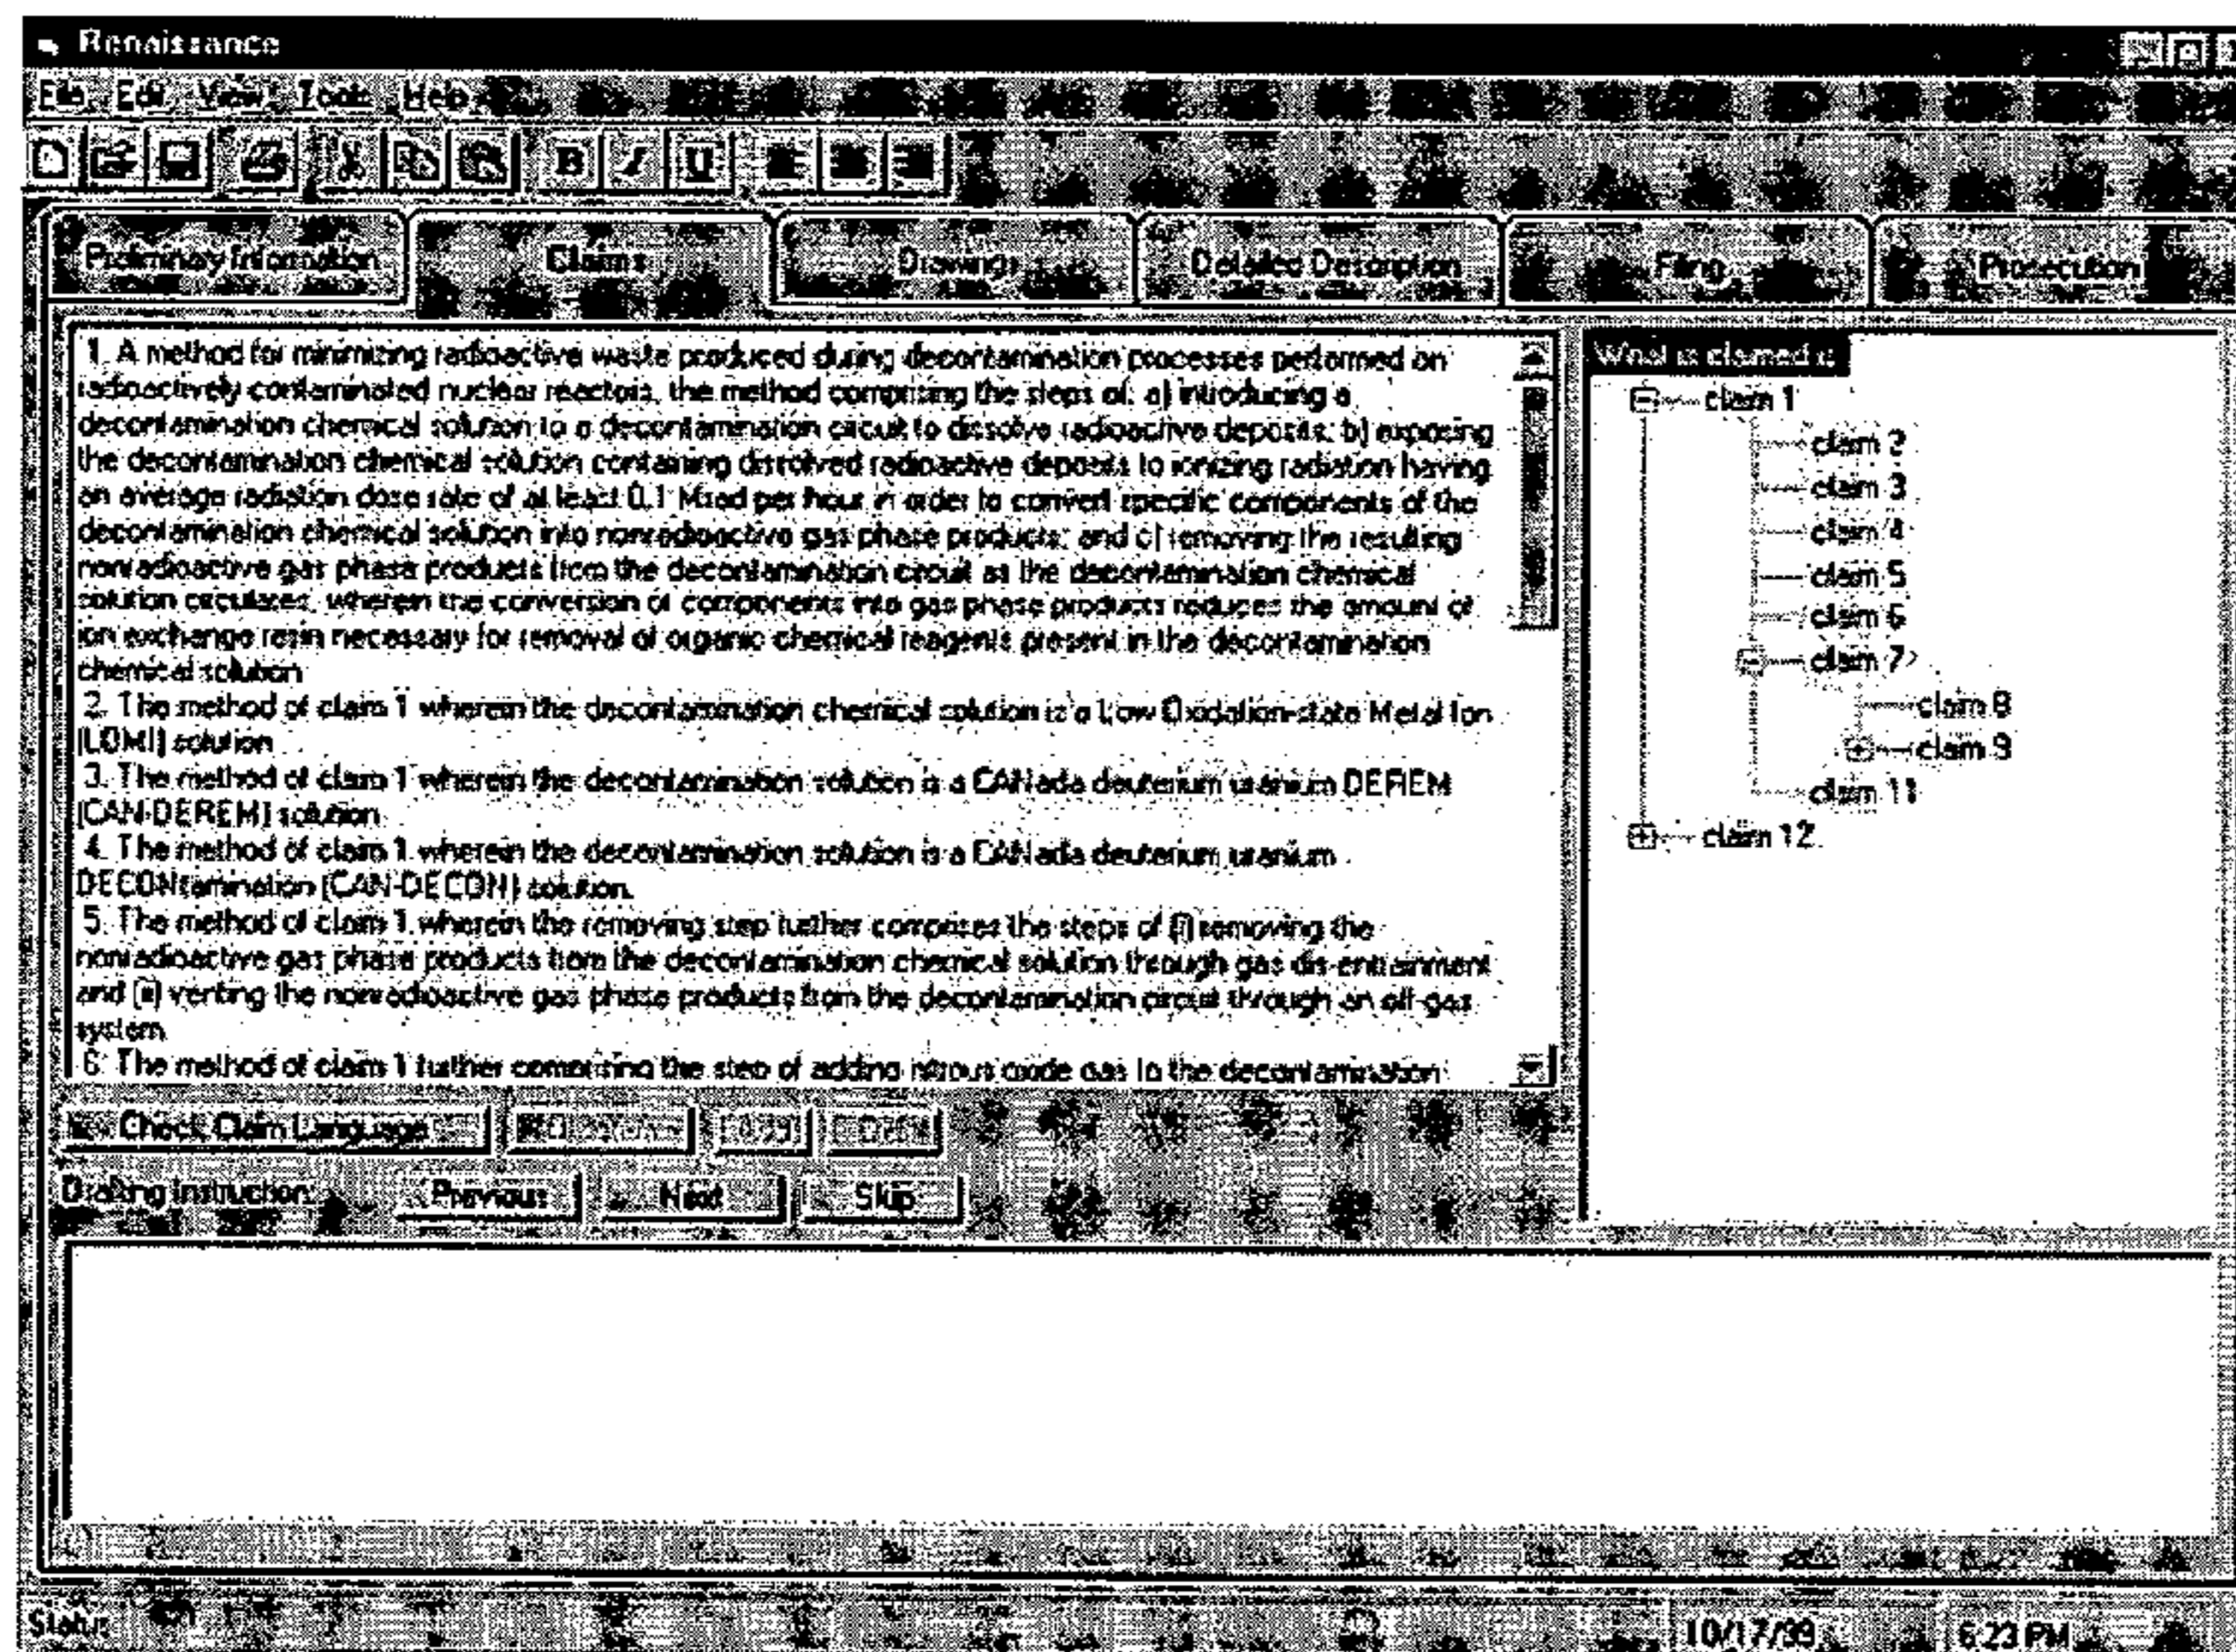 Renaissance
File Edit View Tools Help
B I U
Preliminary Information Claims Drawings Detailed Description Filing Prosecution
1. A method for minimizing radioactive waste produced during decontamination processes performed on
radioactively contaminated nuclear reactors, the method comprising the steps of: a) introducing a
decontamination chemical solution to a decontamination circuit to dissolve radioactive deposits; b) exposing
the decontamination chemical solution containing dissolved radioactive deposits to ionizing radiation having
an average radiation dose rate of at least 0.1 Mrad per hour in order to convert specific components of the
decontamination chemical solution into nonradioactive gas phase products; and c) removing the resulting
nonradioactive gas phase products from the decontamination circuit as the decontamination chemical
solution circulates, wherein the conversion of components into gas phase products reduces the amount of
ion exchange resin necessary for removal of organic chemical reagents present in the decontamination
chemical solution
2. The method of claim 1 wherein the decontamination chemical solution is a Low Oxidation-state Metal Ion
(LOMI) solution
3. The method of claim 1 wherein the decontamination solution is a CANada deuterium uranium DEREM
(CAN-DEREM) solution
4. The method of claim 1 wherein the decontamination solution is a CANada deuterium uranium
DECONtamination (CAN-DECON) solution.
5. The method of claim 1 wherein the removing step further comprises the steps of (i) removing the
nonradioactive gas phase products from the decontamination chemical solution through gas dis-entrainment
and (ii) venting the nonradioactive gas phase products from the decontamination circuit through an off-gas
system
6. The method of claim 1 further comprising the step of adding nitrous oxide gas to the decontamination
What is claimed is
claim 1
claim 2
claim 3
claim 4
claim 5
claim 6
claim 7
claim 8
claim 9
claim 11
claim 12
Check Claim Language
Drafting instruction: Previous Next Skip
Status 10/17/99 6:23 PM